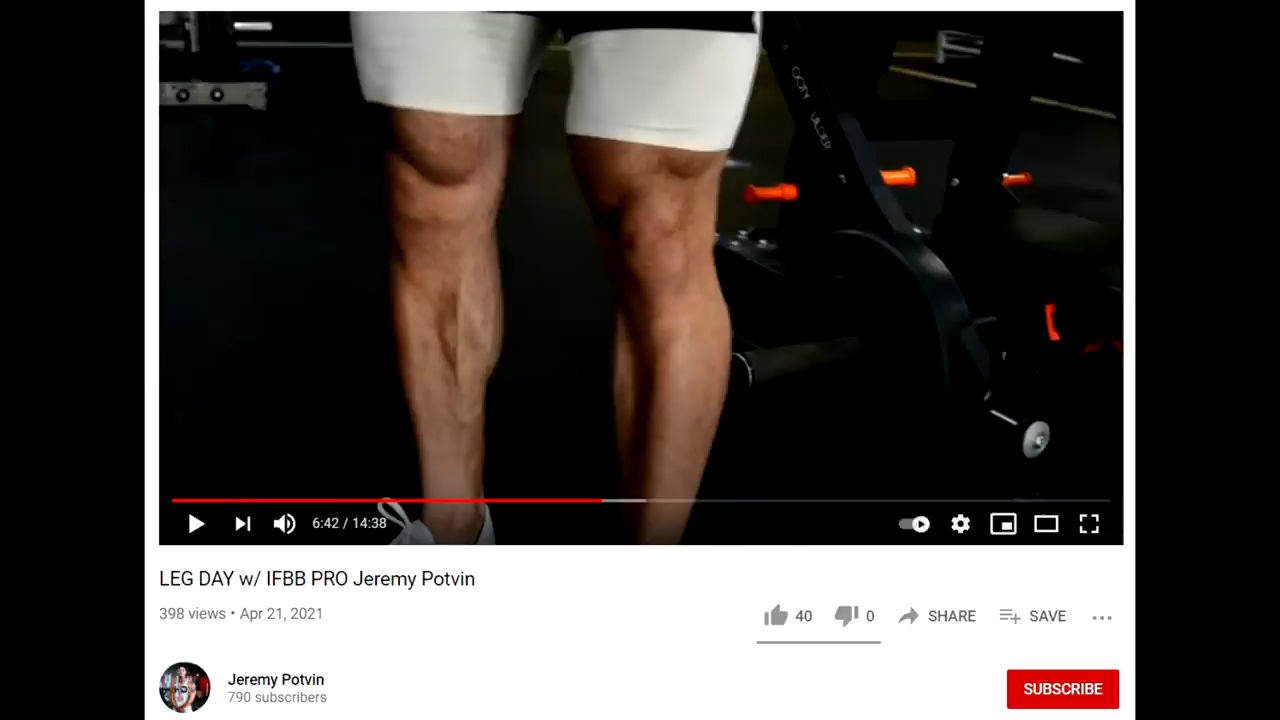 6:42 / 14:38
LEG DAY w/ IFBB PRO Jeremy Potvin
398 views • Apr 21, 2021
40
0
SHARE
SAVE
Jeremy Potvin
790 subscribers
SUBSCRIBE